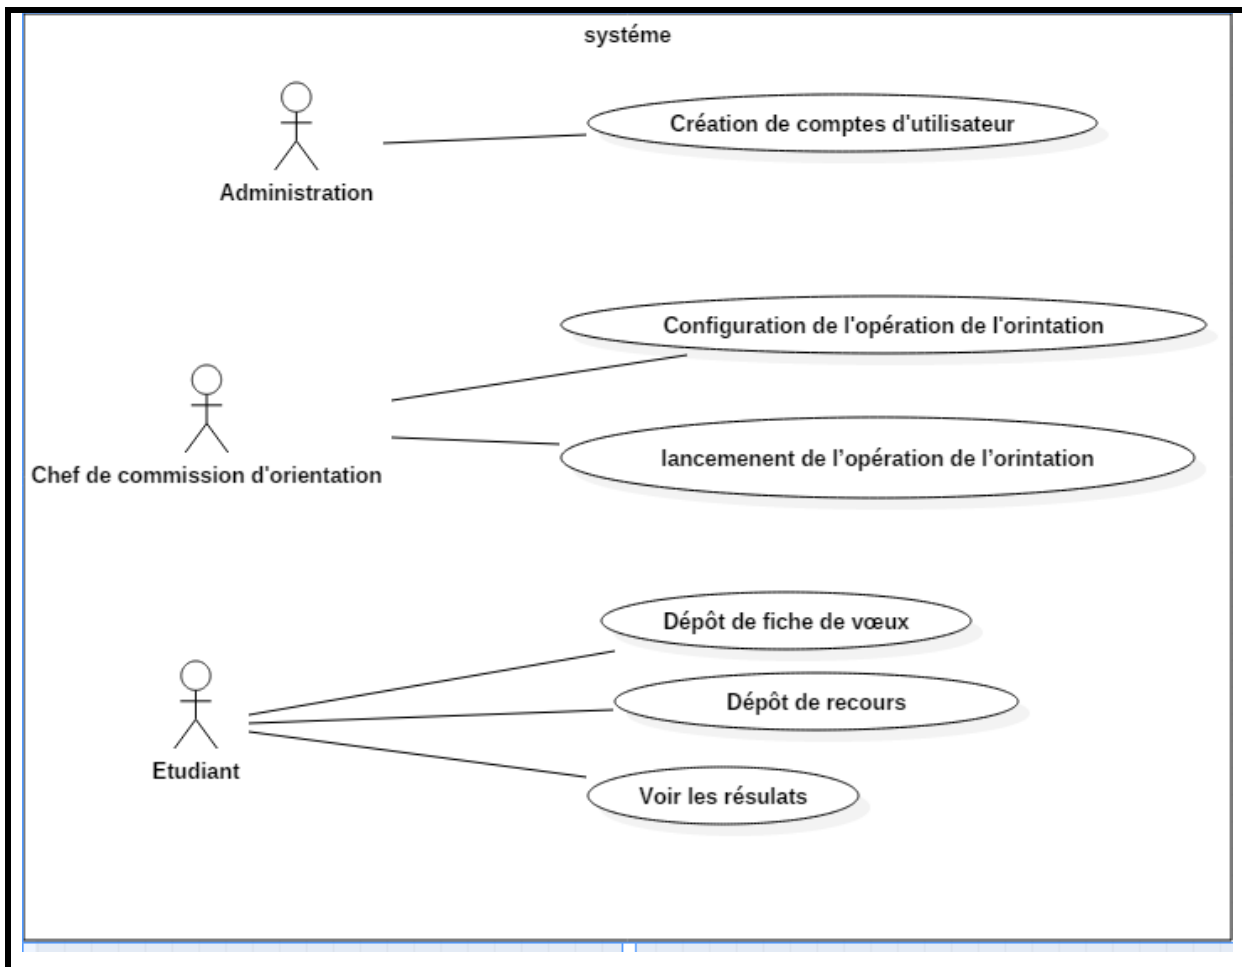 systéme
Création de comptes d'utilisateur
Administration
Configuration de l'opération de l'orintation
lancemenent de l’opération de l’orintation
Chef de commission d'orientation
Dépôt de fiche de vœux
Dépôt de recours
Etudiant
Voir les résulats